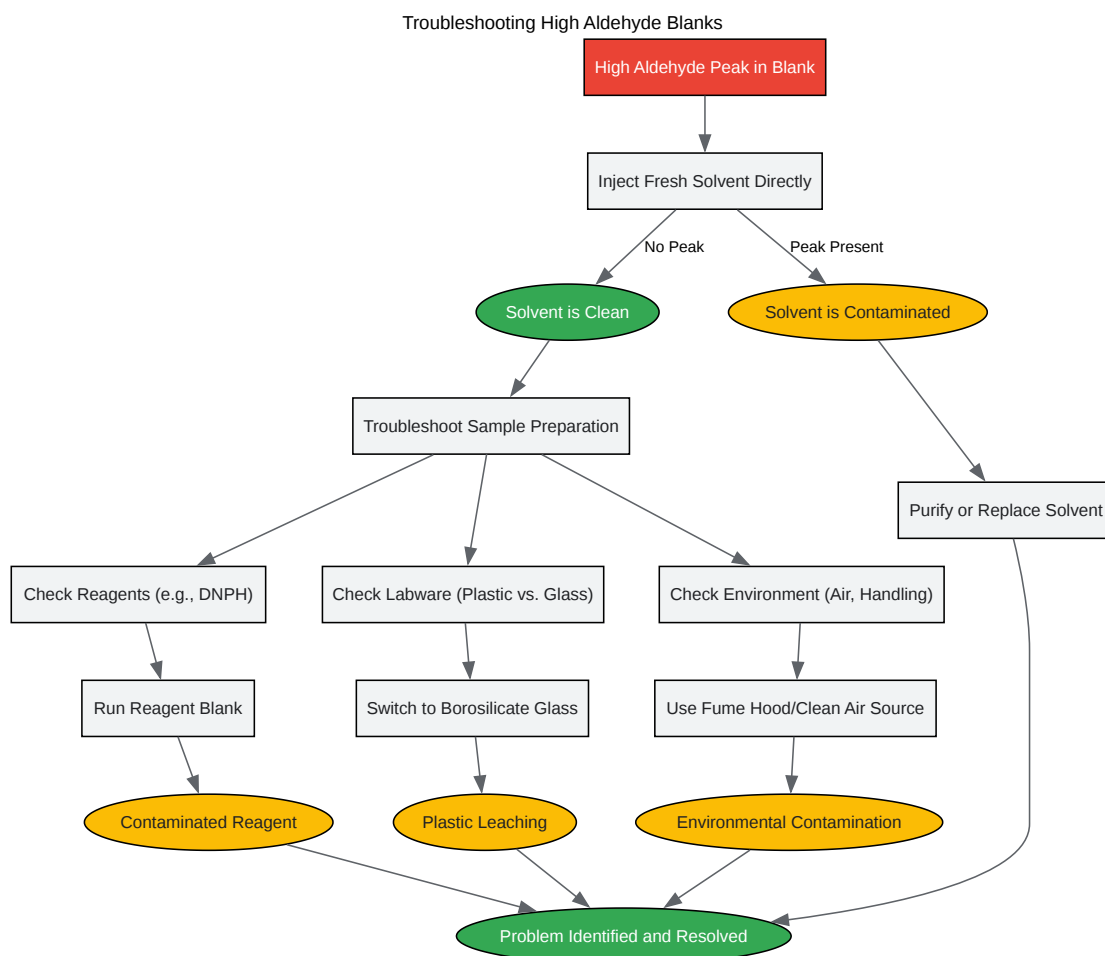 Troubleshooting High Aldehyde Blanks
High Aldehyde Peak in Blank
Inject Fresh Solvent Directly
No Peak
Peak Present
Solvent is Clean
Solvent is Contaminated
Troubleshoot Sample Preparation
Purify or Replace Solvent
Check Reagents (e.g., DNPH)
Check Labware (Plastic vs. Glass)
Check Environment (Air, Handling)
Run Reagent Blank
Switch to Borosilicate Glass
Use Fume Hood/Clean Air Source
Contaminated Reagent
Plastic Leaching
Environmental Contamination
Problem Identified and Resolved